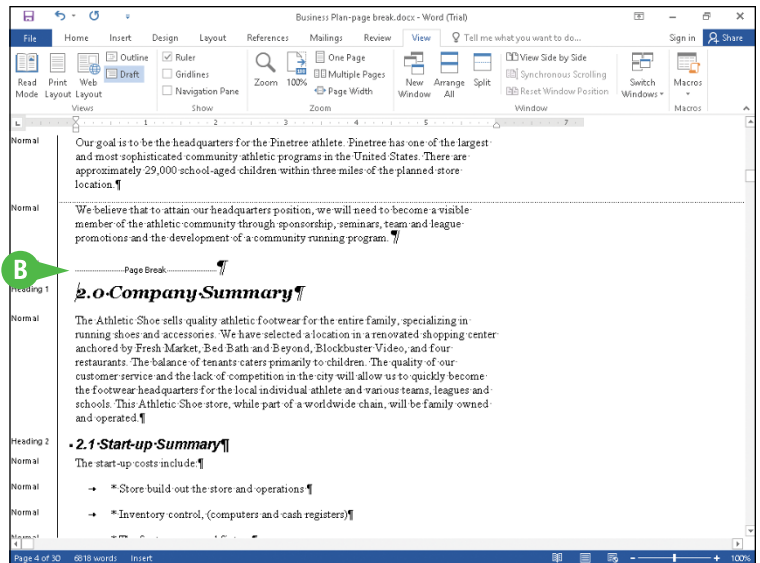 Business Plan-page break.docx - Word (Trial)
File Home Insert Design Layout References Mailings Review View Tell me what you want to do... Sign in Share
Read Mode
Print Layout
Web Layout
Outline
Draft
Views
Ruler
Gridlines
Navigation Pane
Show
Zoom
100%
One Page
Multiple Pages
Page Width
Zoom
New Window
Arrange All
Split
View Side by Side
Synchronous Scrolling
Reset Window Position
Window
Switch Windows
Macros
Macros
1 2 3 4 5 7
Normal
Our goal is to be the headquarters for the Pinetree athlete. Pinetree has one of the largest
and most sophisticated community athletic programs in the United States. There are
approximately 29,000 school-aged children within three miles of the planned store
location.¶
Normal
We believe that to attain our headquarters position, we will need to become a visible
member of the athletic community through sponsorship, seminars, team and league
promotions and the development of a community running program. ¶
B
Page Break ¶
Heading 1
2.0 Company Summary¶
Normal
The Athletic Shoe sells quality athletic footwear for the entire family, specializing in
running shoes and accessories. We have selected a location in a renovated shopping center
anchored by Fresh Market, Bed Bath and Beyond, Blockbuster Video, and four
restaurants. The balance of tenants caters primarily to children. The quality of our
customer service and the lack of competition in the city will allow us to quickly become
the footwear headquarters for the local individual athlete and various teams, leagues and
schools. This Athletic Shoe store, while part of a worldwide chain, will be family owned
and operated.¶
Heading 2
2.1 Start-up Summary¶
Normal
The start-up costs include:¶
Normal
→ * Store build out the store and operations ¶
Normal
→ * Inventory control, (computers and cash registers)¶
Page 4 of 30 6818 words Insert 100%